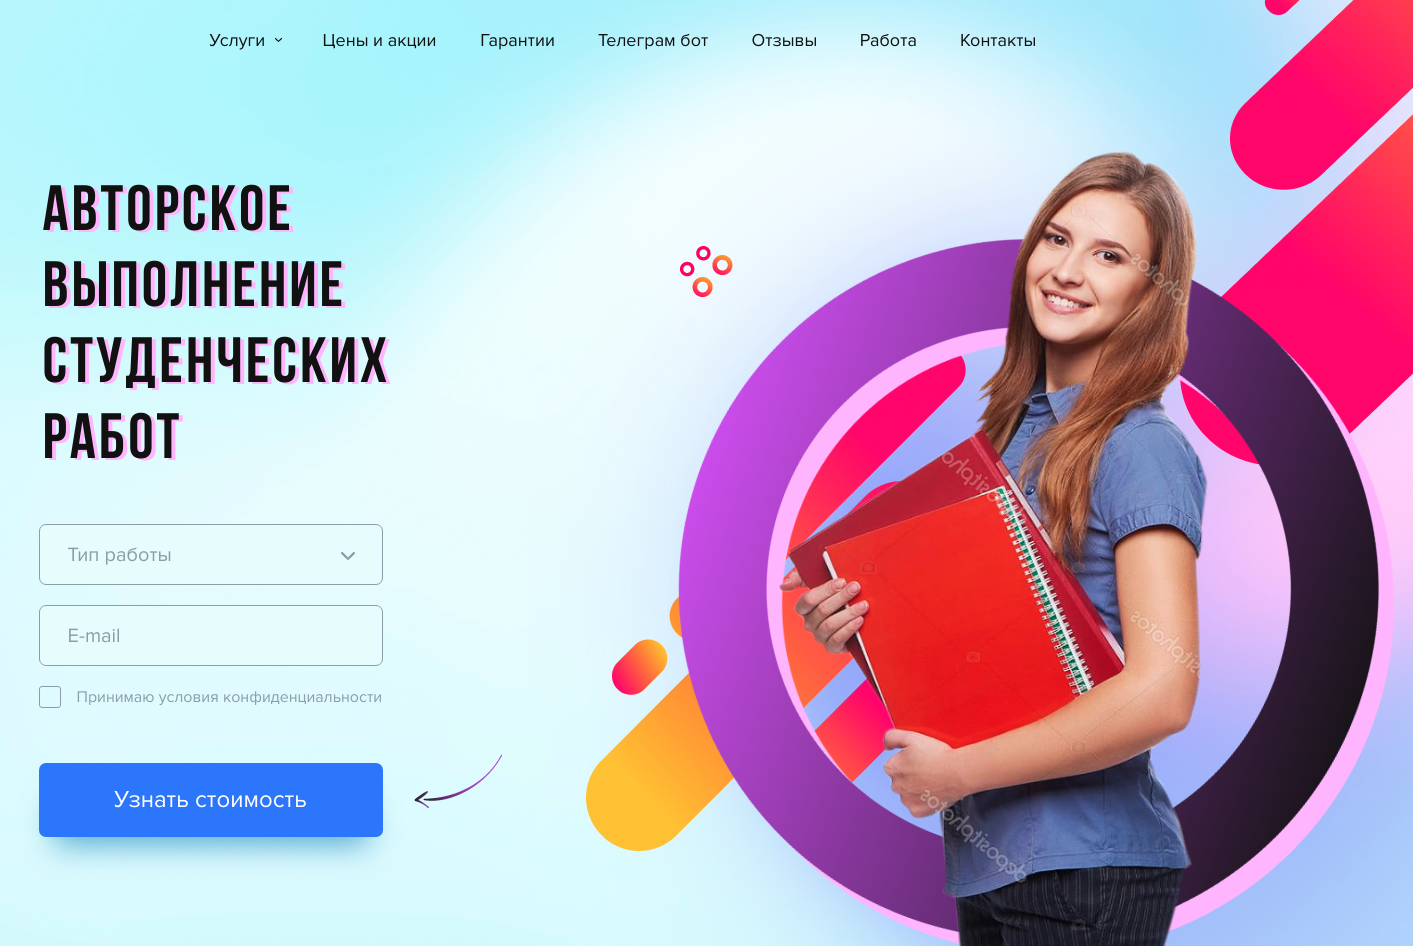 Услуги
Цены и акции
Гарантии
Телеграм бот
Отзывы
Работа
Контакты
АВТОРСКОЕ
ВЫПОЛНЕНИЕ
СТУДЕНЧЕСКИХ
РАБОТ
Тип работы
E-mail
Принимаю условия конфиденциальности
Узнать стоимость